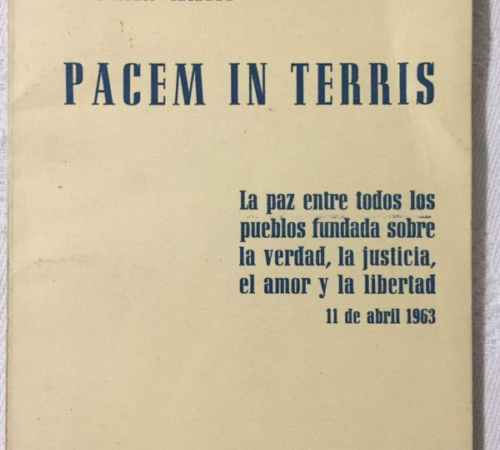 PACEM IN TERRIS
La paz entre todos los
pueblos fundada sobre
la verdad, la justicia,
el amor y la libertad
11 de abril 1963